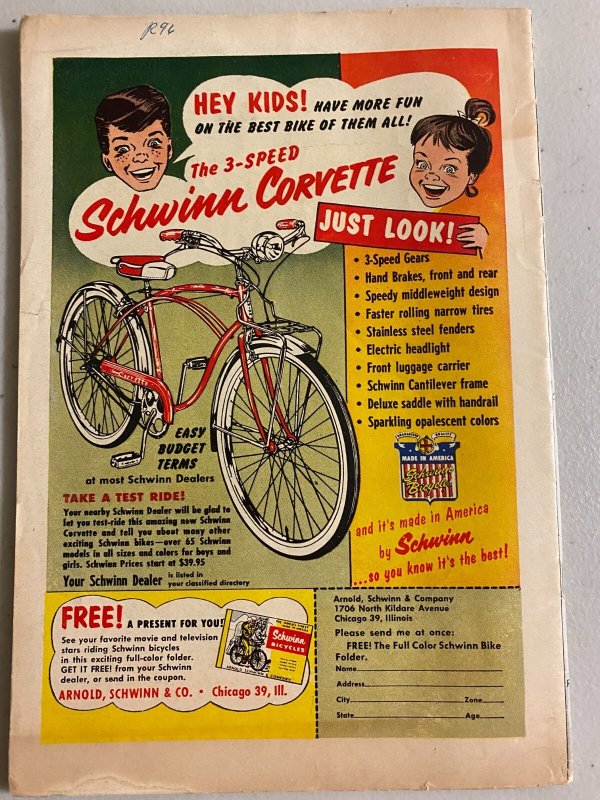 R96
HEY KIDS! HAVE MORE FUN
ON THE BEST BIKE OF THEM ALL!
The 3-SPEED
Schwinn CORVETTE
JUST LOOK!
• 3-Speed Gears
• Hand Brakes, front and rear
• Speedy middleweight design
• Faster rolling narrow tires
• Stainless steel fenders
• Electric headlight
• Front luggage carrier
• Schwinn Cantilever frame
• Deluxe saddle with handrail
• Sparkling opalescent colors
MADE IN AMERICA
Schwinn
Bicycles
and it's made in America
by Schwinn
...so you know it's the best!
CORVETTE
EASY
BUDGET
TERMS
at most Schwinn Dealers
TAKE A TEST RIDE!
Your nearby Schwinn Dealer will be glad to
let you test-ride this amazing new Schwinn
Corvette and tell you about many other
exciting Schwinn bikes—over 65 Schwinn
models in all sizes and colors for boys and
girls. Schwinn Prices start at $39.95
Your Schwinn Dealer is listed in
your classified directory
FREE! A PRESENT FOR YOU!
See your favorite movie and television
stars riding Schwinn bicycles
in this exciting full-color folder.
GET IT FREE! from your Schwinn
dealer, or send in the coupon.
ARNOLD, SCHWINN & CO. • Chicago 39, Ill.
Schwinn
BICYCLES
ARNOLD, SCHWINN & COMPANY
Arnold, Schwinn & Company
1706 North Kildare Avenue
Chicago 39, Illinois
Please send me at once:
FREE! The Full Color Schwinn Bike
Folder.
Name
Address
City Zone
State Age